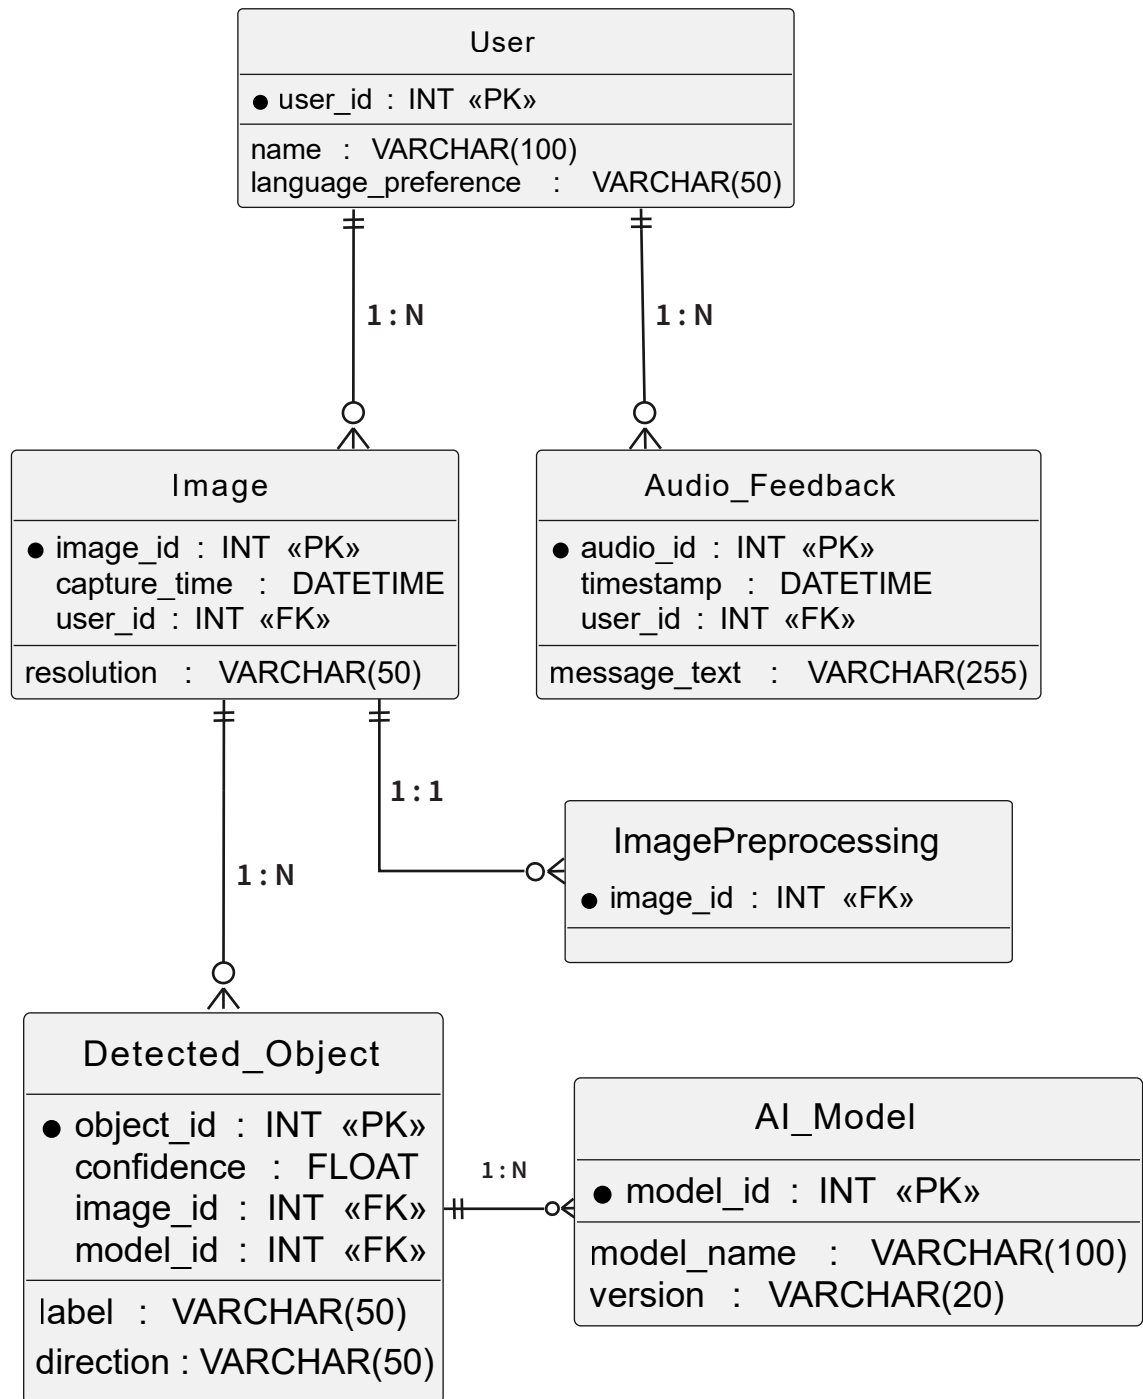 User
● user_id : INT «PK»
name : VARCHAR(100)
language_preference : VARCHAR(50)
1 : N
1 : N
Image
● image_id : INT «PK»
capture_time : DATETIME
user_id : INT «FK»
resolution : VARCHAR(50)
Audio_Feedback
● audio_id : INT «PK»
timestamp : DATETIME
user_id : INT «FK»
message_text : VARCHAR(255)
1 : 1
1 : N
ImagePreprocessing
● image_id : INT «FK»
Detected_Object
● object_id : INT «PK»
confidence : FLOAT
image_id : INT «FK»
model_id : INT «FK»
label : VARCHAR(50)
direction : VARCHAR(50)
1 : N
AI_Model
● model_id : INT «PK»
model_name : VARCHAR(100)
version : VARCHAR(20)